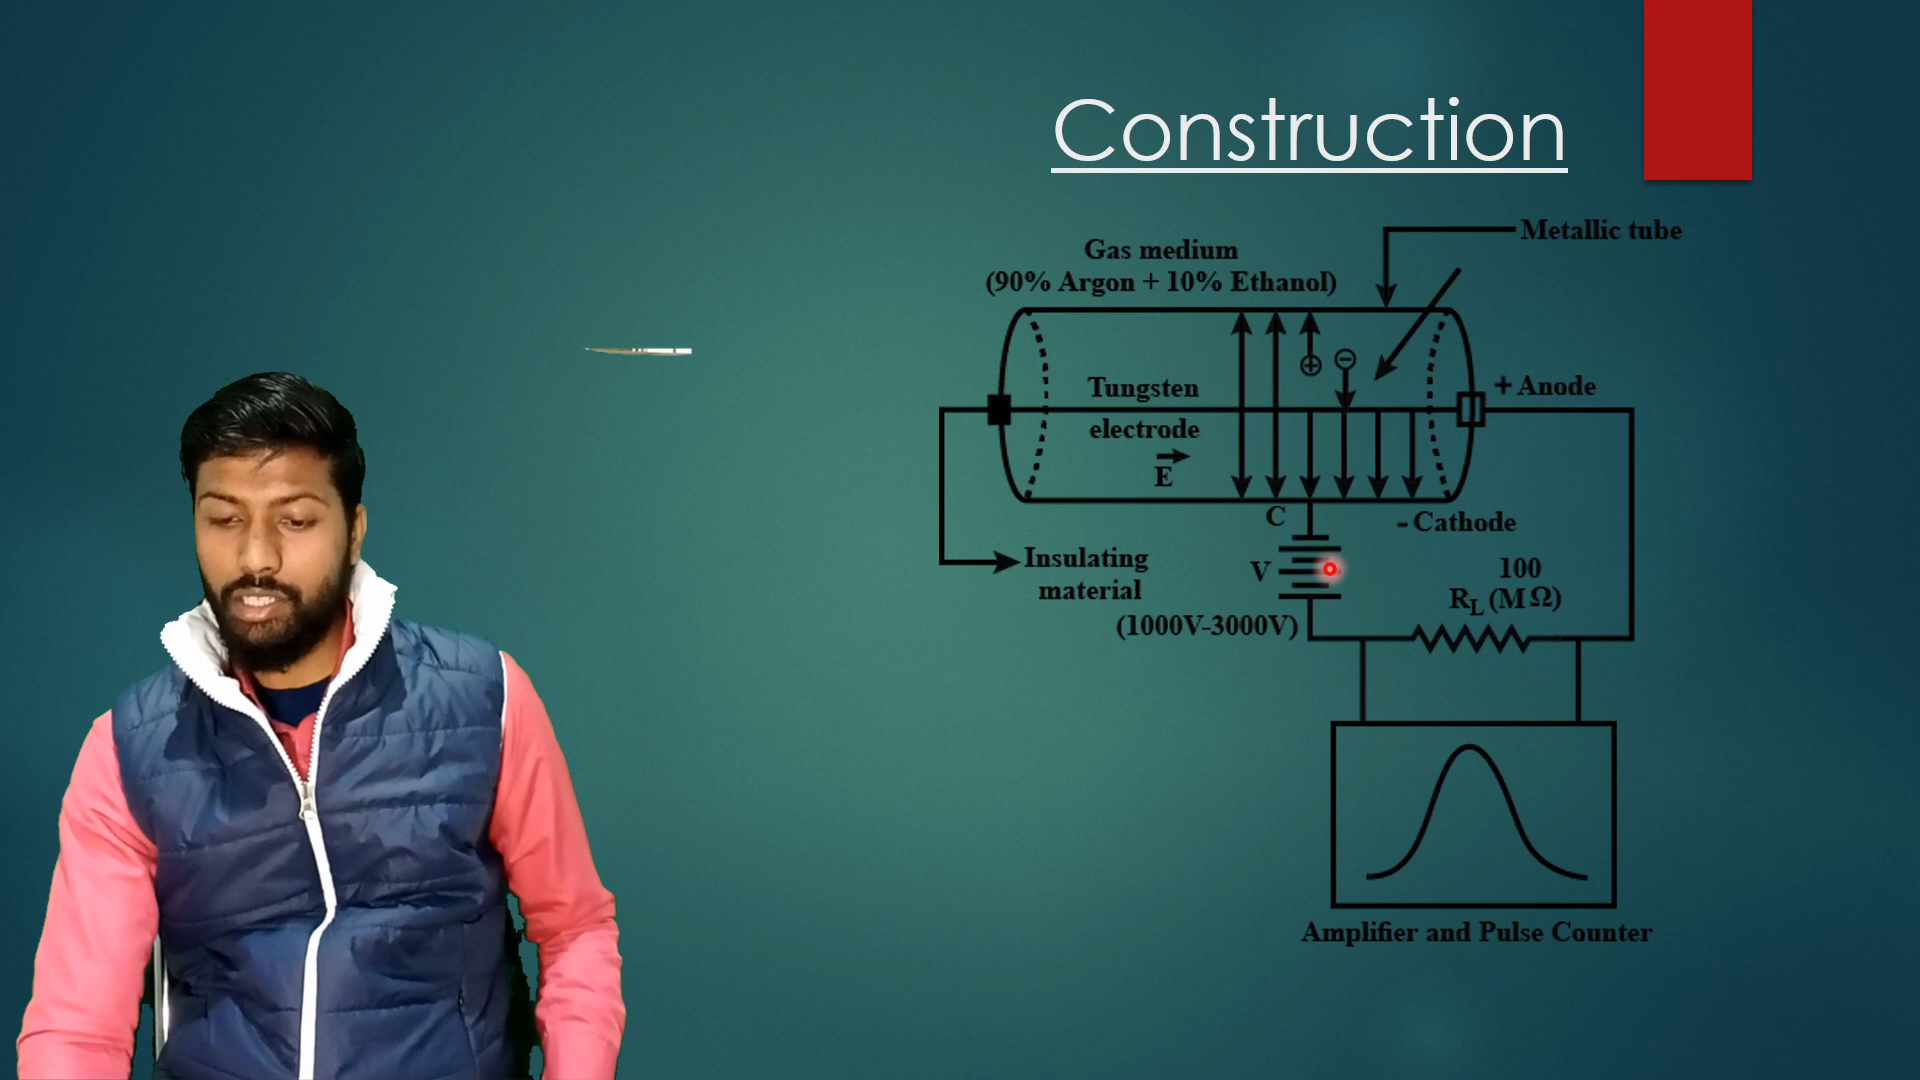 Construction
Metallic tube
Gas medium
(90% Argon + 10% Ethanol)
+
−
Tungsten
electrode
E
+ Anode
C
- Cathode
Insulating
material
V
100
RL (MΩ)
(1000V-3000V)
Amplifier and Pulse Counter